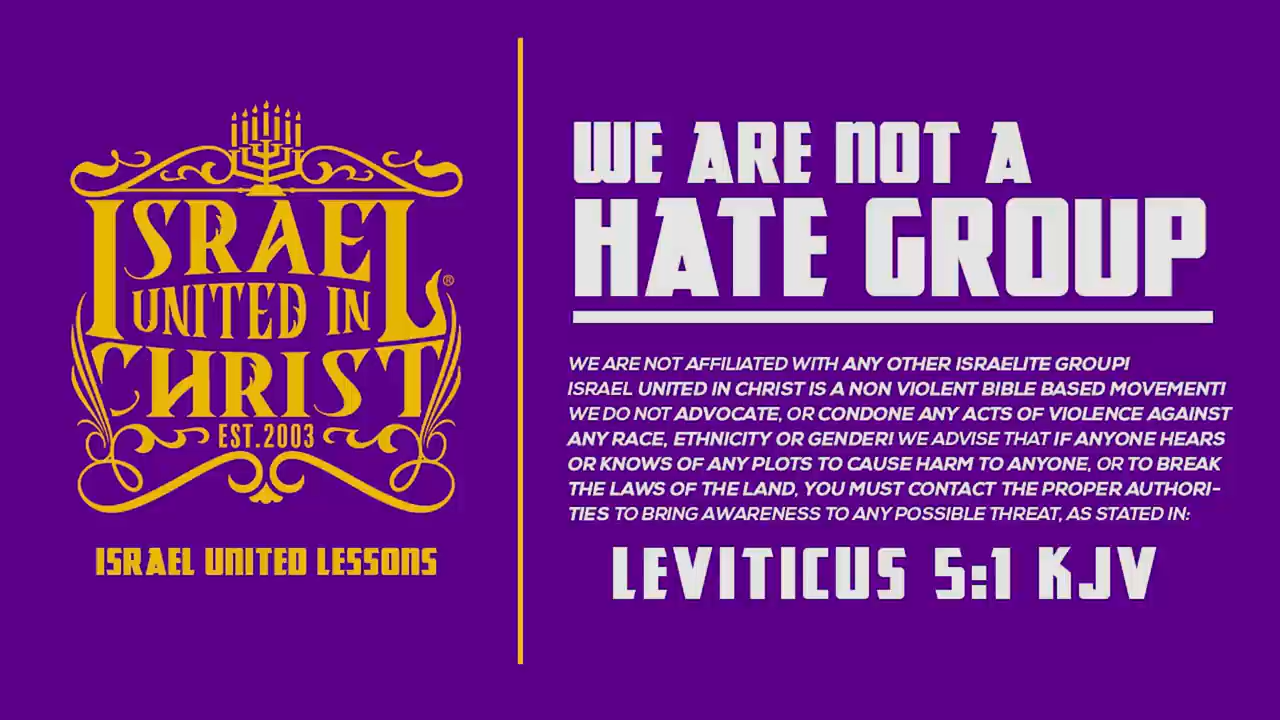 ISRAEL
UNITED IN
CHRIST
®
EST.2003
ISRAEL UNITED LESSONS
WE ARE NOT A
HATE GROUP
WE ARE NOT AFFILIATED WITH ANY OTHER ISRAELITE GROUP!
ISRAEL UNITED IN CHRIST IS A NON VIOLENT BIBLE BASED MOVEMENT!
WE DO NOT ADVOCATE, OR CONDONE ANY ACTS OF VIOLENCE AGAINST
ANY RACE, ETHNICITY OR GENDER! WE ADVISE THAT IF ANYONE HEARS
OR KNOWS OF ANY PLOTS TO CAUSE HARM TO ANYONE, OR TO BREAK
THE LAWS OF THE LAND, YOU MUST CONTACT THE PROPER AUTHORI-
TIES TO BRING AWARENESS TO ANY POSSIBLE THREAT, AS STATED IN:
LEVITICUS 5:1 KJV